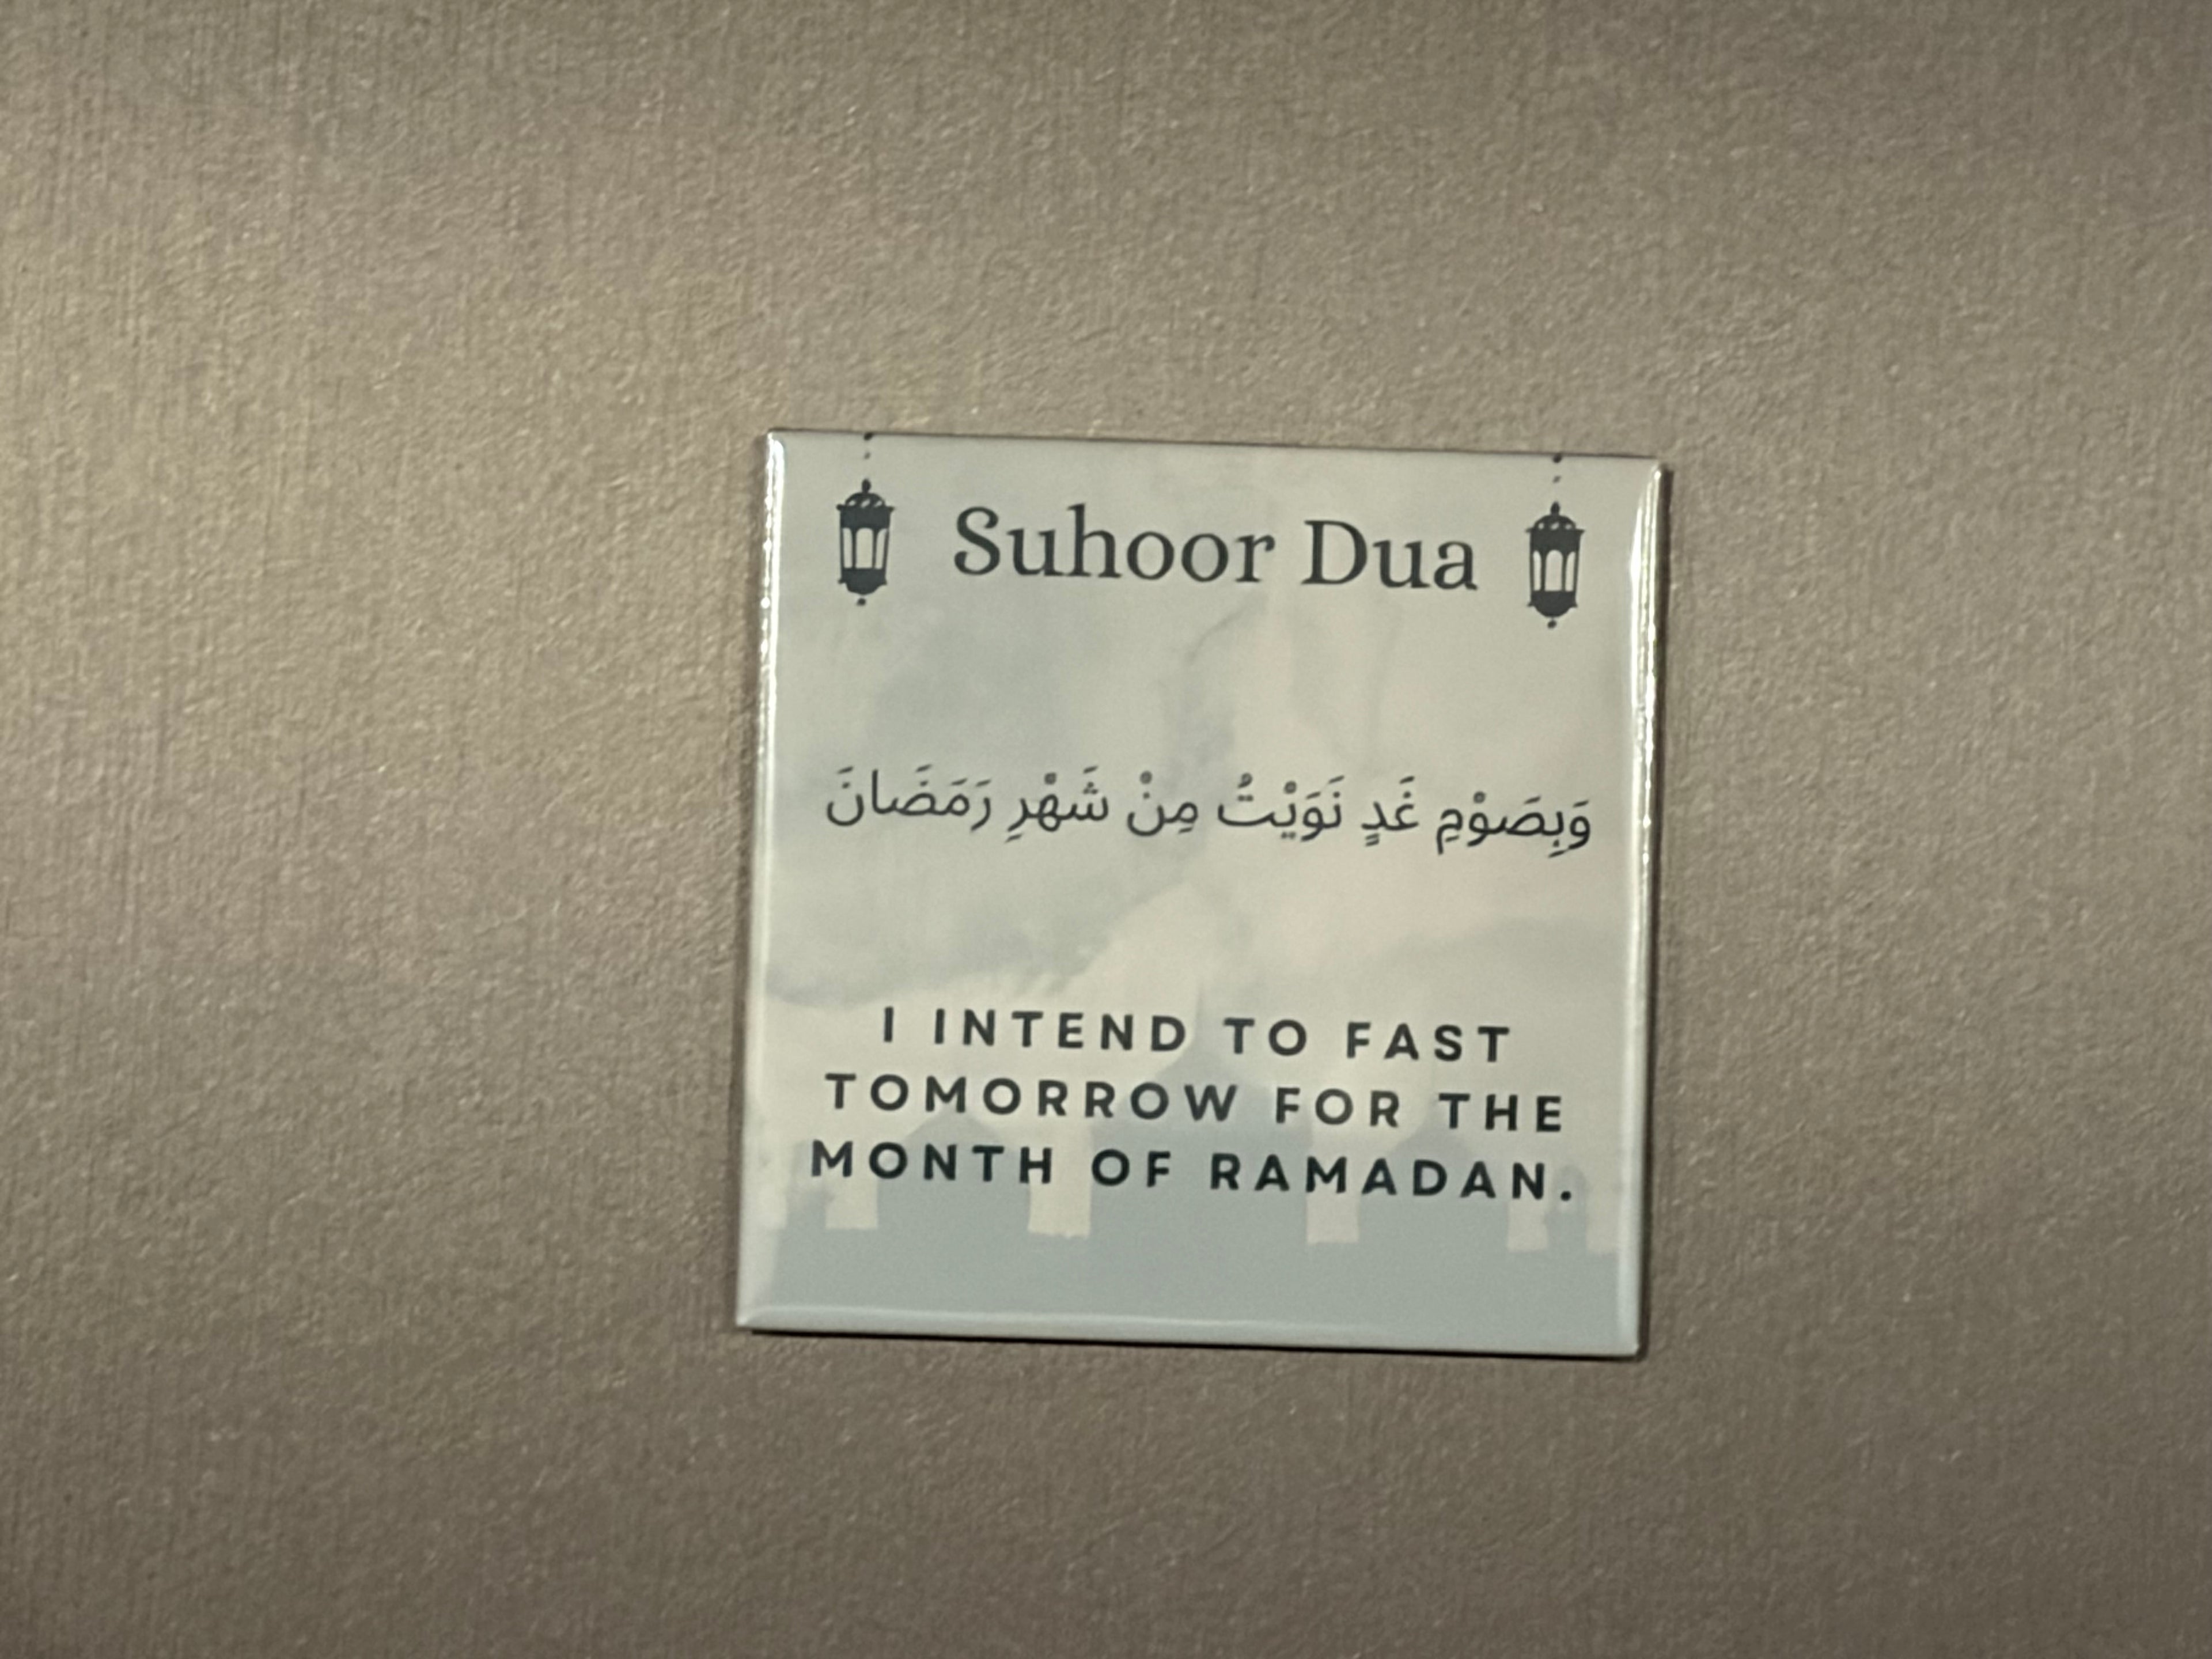 Suhoor Dua
وَبِصَوْمِ غَدٍ نَوَيْتُ مِنْ شَهْرِ رَمَضَانَ
I INTEND TO FAST
TOMORROW FOR THE
MONTH OF RAMADAN.